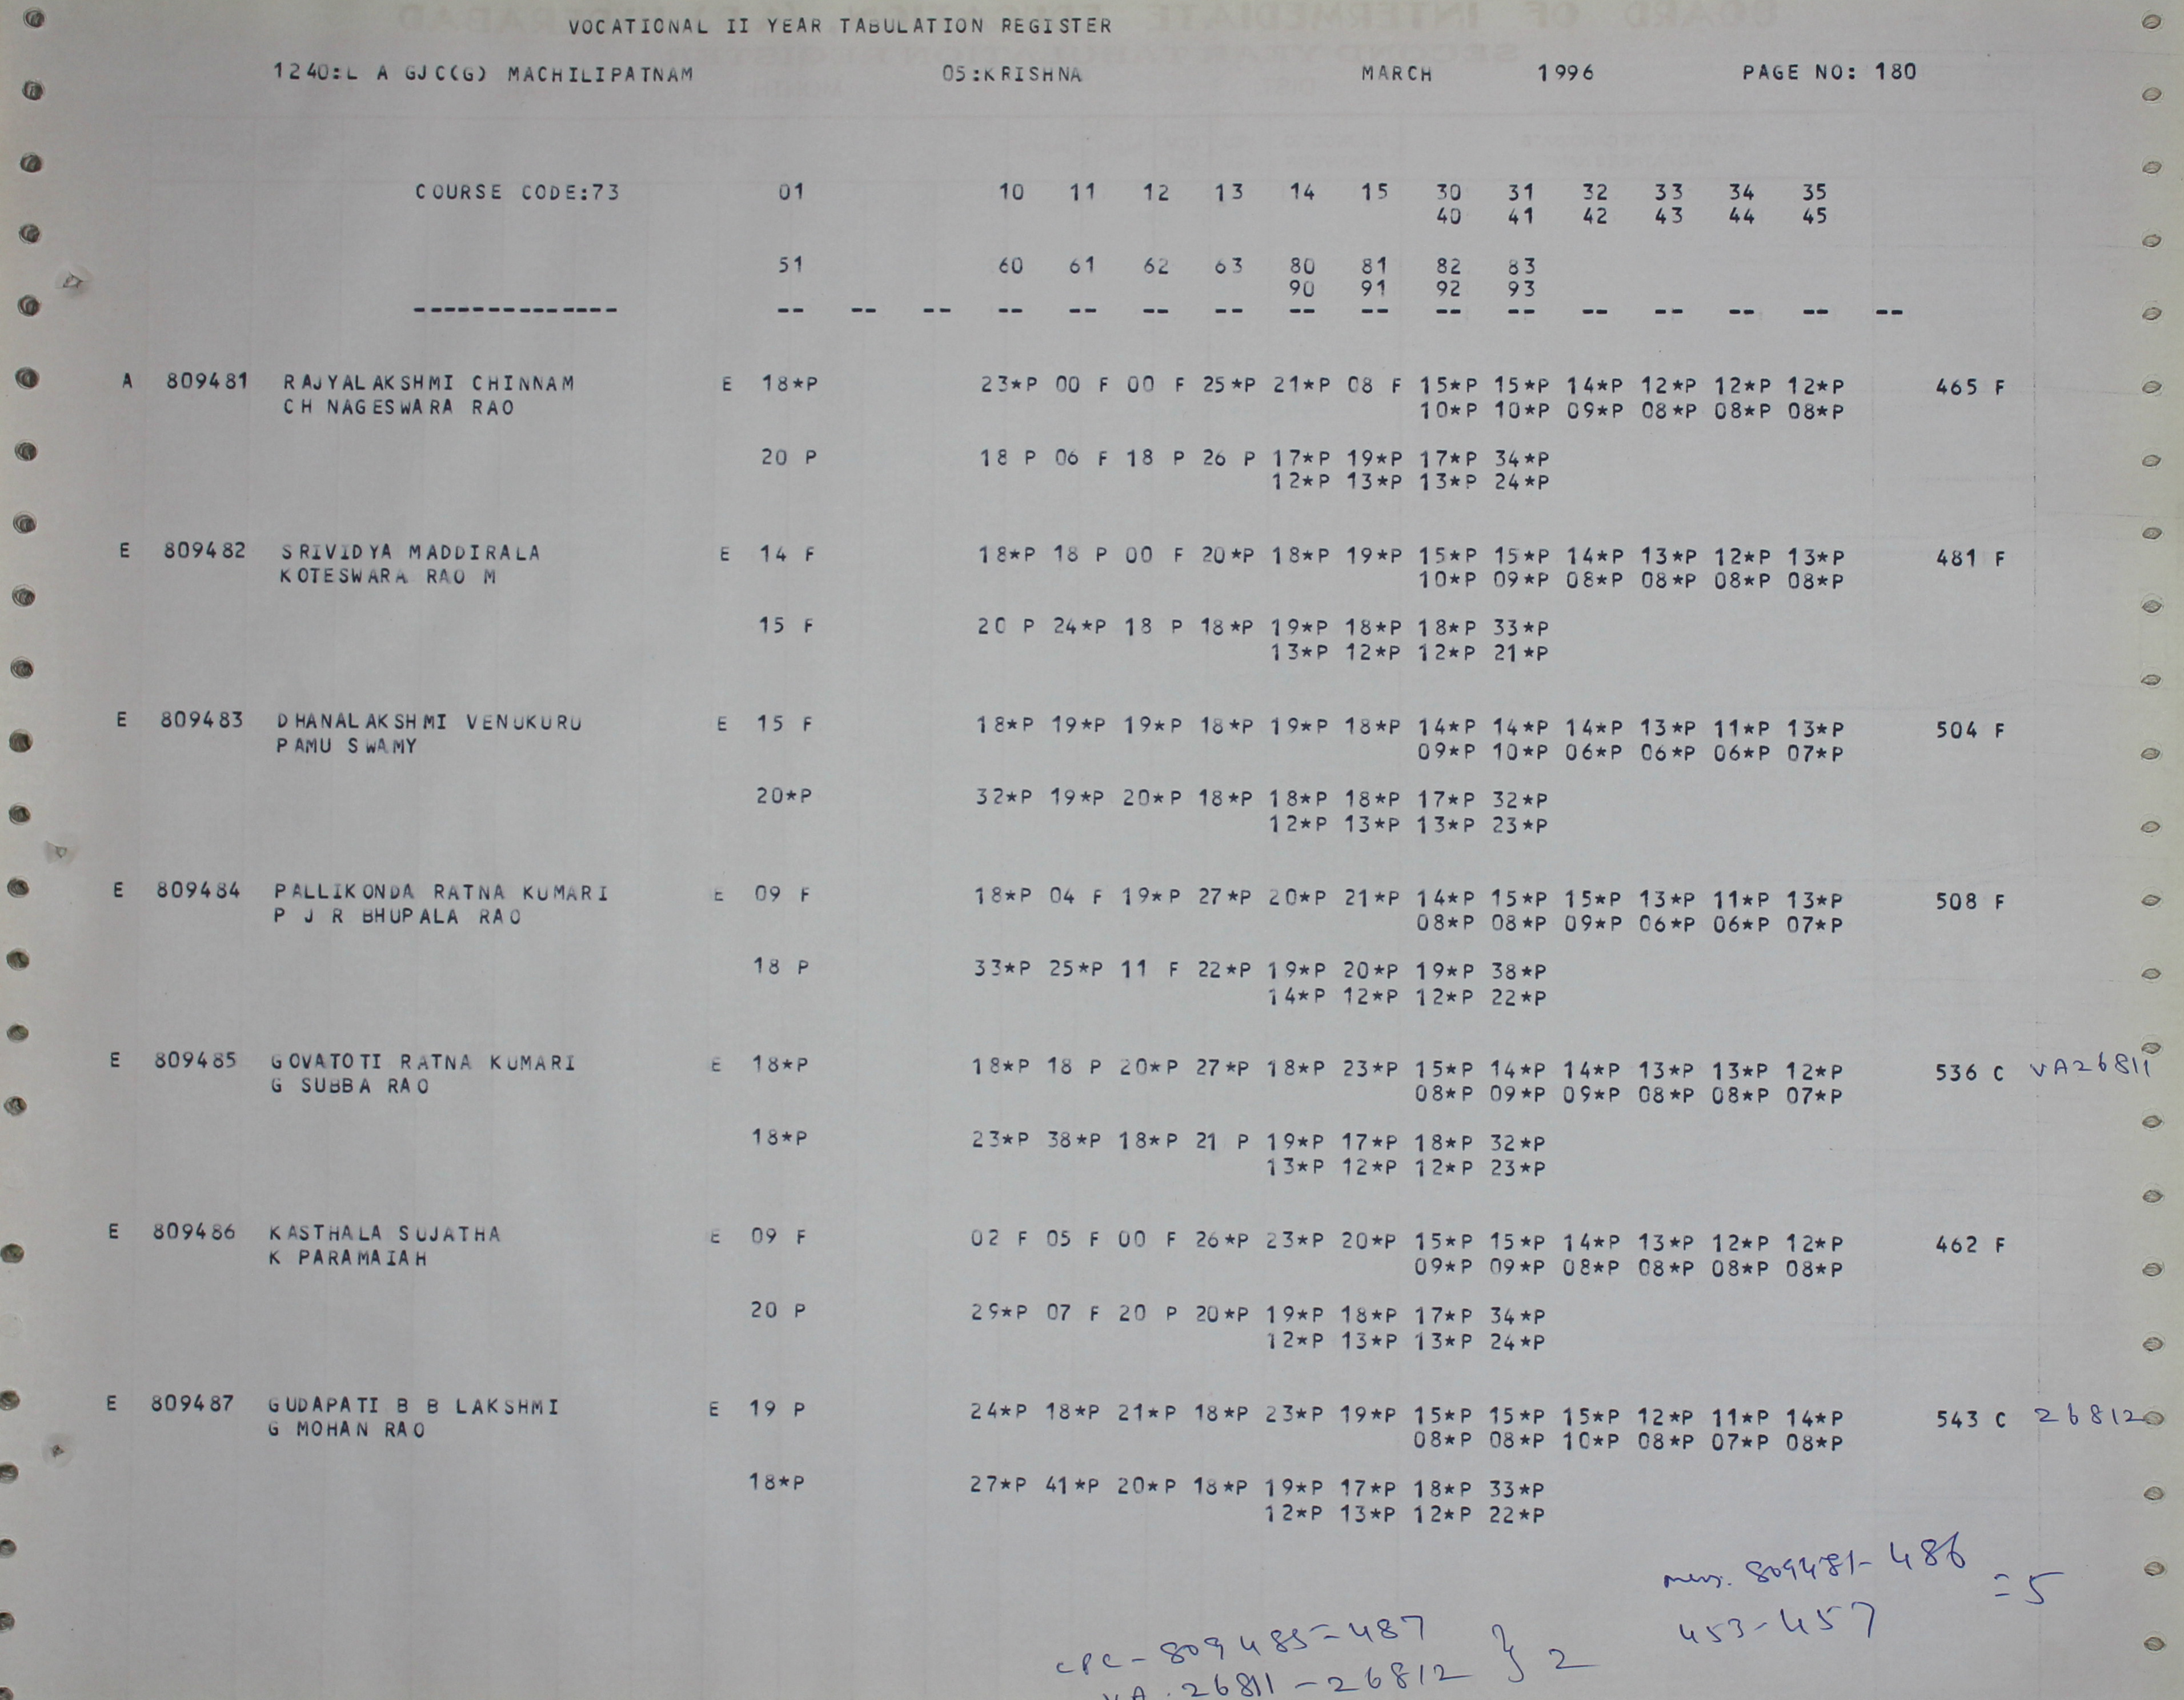 VOCATIONAL II YEAR TABULATION REGISTER
1240:L A GJC(G) MACHILIPATNAM 05:KRISHNA MARCH 1996 PAGE NO: 180
COURSE CODE:73 01 10 11 12 13 14 15 30 31 32 33 34 35
40 41 42 43 44 45
51 60 61 62 63 80 81 82 83
90 91 92 93
-------------- -- -- -- -- -- -- -- -- -- -- -- -- -- -- -- --
A 809481 RAJYALAKSHMI CHINNAM E 18*P 23*P 00 F 00 F 25*P 21*P 08 F 15*P 15*P 14*P 12*P 12*P 12*P 465 F
CH NAGESWARA RAO 10*P 10*P 09*P 08*P 08*P 08*P
20 P 18 P 06 F 18 P 26 P 17*P 19*P 17*P 34*P
12*P 13*P 13*P 24*P
E 809482 SRIVIDYA MADDIRALA E 14 F 18*P 18 P 00 F 20*P 18*P 19*P 15*P 15*P 14*P 13*P 12*P 13*P 481 F
KOTESWARA RAO M 10*P 09*P 08*P 08*P 08*P 08*P
15 F 20 P 24*P 18 P 18*P 19*P 18*P 18*P 33*P
13*P 12*P 12*P 21*P
E 809483 DHANALAKSHMI VENUKURU E 15 F 18*P 19*P 19*P 18*P 19*P 18*P 14*P 14*P 14*P 13*P 11*P 13*P 504 F
PAMU SWAMY 09*P 10*P 06*P 06*P 06*P 07*P
20*P 32*P 19*P 20*P 18*P 18*P 18*P 17*P 32*P
12*P 13*P 13*P 23*P
E 809484 PALLIKONDA RATNA KUMARI E 09 F 18*P 04 F 19*P 27*P 20*P 21*P 14*P 15*P 15*P 13*P 11*P 13*P 508 F
P J R BHUPALA RAO 08*P 08*P 09*P 06*P 06*P 07*P
18 P 33*P 25*P 11 F 22*P 19*P 20*P 19*P 38*P
14*P 12*P 12*P 22*P
E 809485 GOVATOTI RATNA KUMARI E 18*P 18*P 18 P 20*P 27*P 18*P 23*P 15*P 14*P 14*P 13*P 13*P 12*P 536 C VA26811
G SUBBA RAO 08*P 09*P 09*P 08*P 08*P 07*P
18*P 23*P 38*P 18*P 21 P 19*P 17*P 18*P 32*P
13*P 12*P 12*P 23*P
E 809486 KASTHALA SUJATHA E 09 F 02 F 05 F 00 F 26*P 23*P 20*P 15*P 15*P 14*P 13*P 12*P 12*P 462 F
K PARAMAIAH 09*P 09*P 08*P 08*P 08*P 08*P
20 P 29*P 07 F 20 P 20*P 19*P 18*P 17*P 34*P
12*P 13*P 13*P 24*P
E 809487 GUDAPATI B B LAKSHMI E 19 P 24*P 18*P 21*P 18*P 23*P 19*P 15*P 15*P 15*P 12*P 11*P 14*P 543 C 26812
G MOHAN RAO 08*P 08*P 10*P 08*P 07*P 08*P
18*P 27*P 41*P 20*P 18*P 19*P 17*P 18*P 33*P
12*P 13*P 12*P 22*P
809481-486 = 5
453-457
CPC - 809485=487 } 2
VA. 26811 - 26812